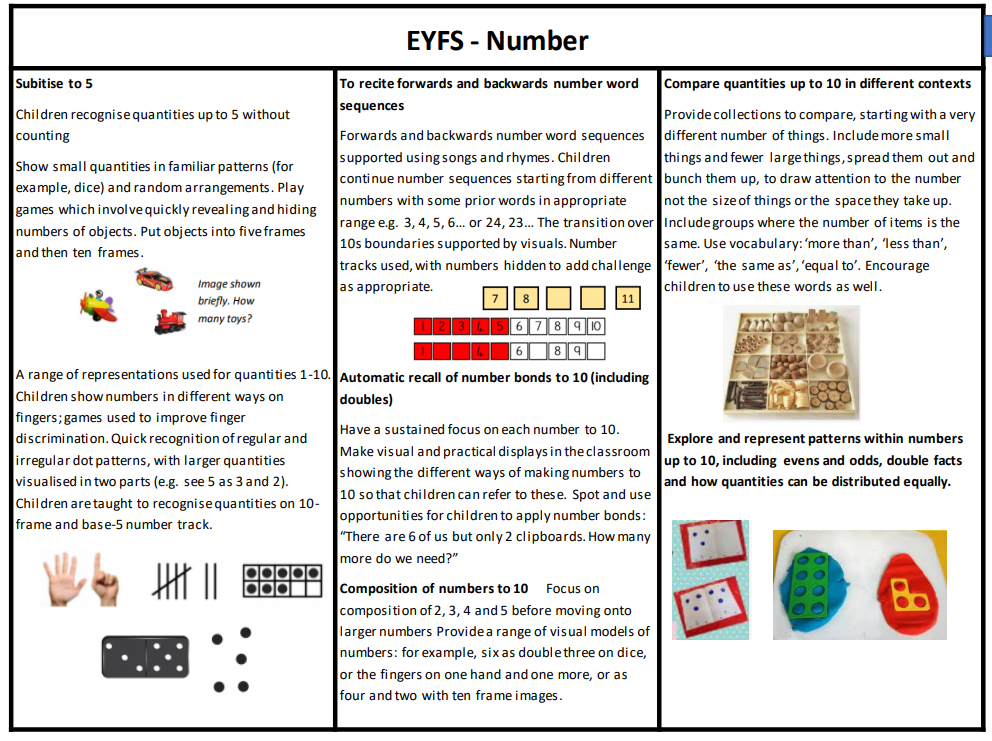 EYFS - Number
Subitise to 5
Children recognise quantities up to 5 without
counting
Show small quantities in familiar patterns (for
example, dice) and random arrangements. Play
games which involve quickly revealing and hiding
numbers of objects. Put objects into five frames
and then ten frames.
Image shown
briefly. How
many toys?
A range of representations used for quantities 1-10.
Children show numbers in different ways on
fingers; games used to improve finger
discrimination. Quick recognition of regular and
irregular dot patterns, with larger quantities
visualised in two parts (e.g. see 5 as 3 and 2).
Children are taught to recognise quantities on 10-
frame and base-5 number track.
To recite forwards and backwards number word
sequences
Forwards and backwards number word sequences
supported using songs and rhymes. Children
continue number sequences starting from different
numbers with some prior words in appropriate
range e.g. 3, 4, 5, 6… or 24, 23… The transition over
10s boundaries supported by visuals. Number
tracks used, with numbers hidden to add challenge
as appropriate.
7 8 11
1 2 3 4 5 6 7 8 9 10
1 4 6 8 9
Automatic recall of number bonds to 10 (including
doubles)
Have a sustained focus on each number to 10.
Make visual and practical displays in the classroom
showing the different ways of making numbers to
10 so that children can refer to these. Spot and use
opportunities for children to apply number bonds:
“There are 6 of us but only 2 clipboards. How many
more do we need?”
Composition of numbers to 10 Focus on
composition of 2, 3, 4 and 5 before moving onto
larger numbers Provide a range of visual models of
numbers: for example, six as double three on dice,
or the fingers on one hand and one more, or as
four and two with ten frame images.
Compare quantities up to 10 in different contexts
Provide collections to compare, starting with a very
different number of things. Include more small
things and fewer large things, spread them out and
bunch them up, to draw attention to the number
not the size of things or the space they take up.
Include groups where the number of items is the
same. Use vocabulary: ‘more than’, ‘less than’,
‘fewer’, ‘the same as’, ‘equal to’. Encourage
children to use these words as well.
Explore and represent patterns within numbers
up to 10, including evens and odds, double facts
and how quantities can be distributed equally.